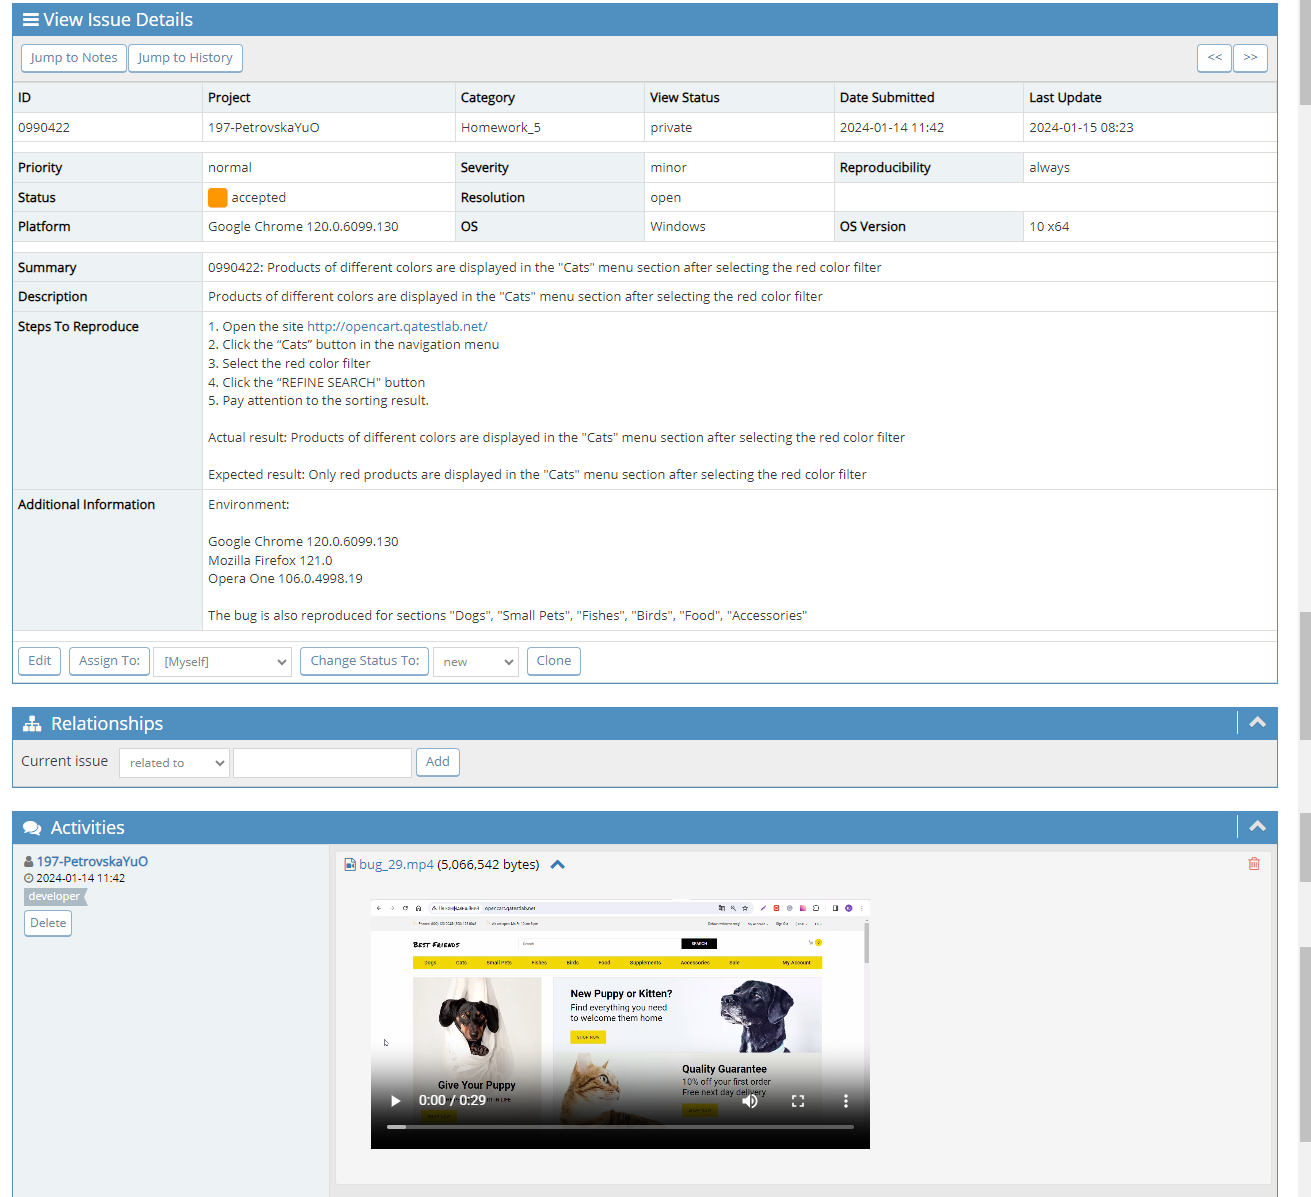 View Issue Details
Jump to Notes Jump to History << >>
ID Project Category View Status Date Submitted Last Update
0990422 197-PetrovskaYuO Homework_5 private 2024-01-14 11:42 2024-01-15 08:23
Priority normal Severity minor Reproducibility always
Status accepted Resolution open
Platform Google Chrome 120.0.6099.130 OS Windows OS Version 10 x64
Summary 0990422: Products of different colors are displayed in the "Cats" menu section after selecting the red color filter
Description Products of different colors are displayed in the "Cats" menu section after selecting the red color filter
Steps To Reproduce 1. Open the site http://opencart.qatestlab.net/
2. Click the “Cats” button in the navigation menu
3. Select the red color filter
4. Click the “REFINE SEARCH" button
5. Pay attention to the sorting result.
Actual result: Products of different colors are displayed in the "Cats" menu section after selecting the red color filter
Expected result: Only red products are displayed in the "Cats" menu section after selecting the red color filter
Additional Information Environment:
Google Chrome 120.0.6099.130
Mozilla Firefox 121.0
Opera One 106.0.4998.19
The bug is also reproduced for sections "Dogs", "Small Pets", "Fishes", "Birds", "Food", "Accessories"
Edit Assign To: [Myself] Change Status To: new Clone
Relationships
Current issue related to Add
Activities
197-PetrovskaYuO
2024-01-14 11:42
developer
Delete
bug_29.mp4 (5,066,542 bytes)
opencart.qatestlab.net
BEST FRIENDS Search SEARCH
Dogs Cats Small Pets Fishes Birds Food Supplements Accessories Sale My Account
New Puppy or Kitten?
Find everything you need
to welcome them home
SHOP NOW
Quality Guarantee
10% off your first order
Free next day delivery
Give Your Puppy
0:00 / 0:29